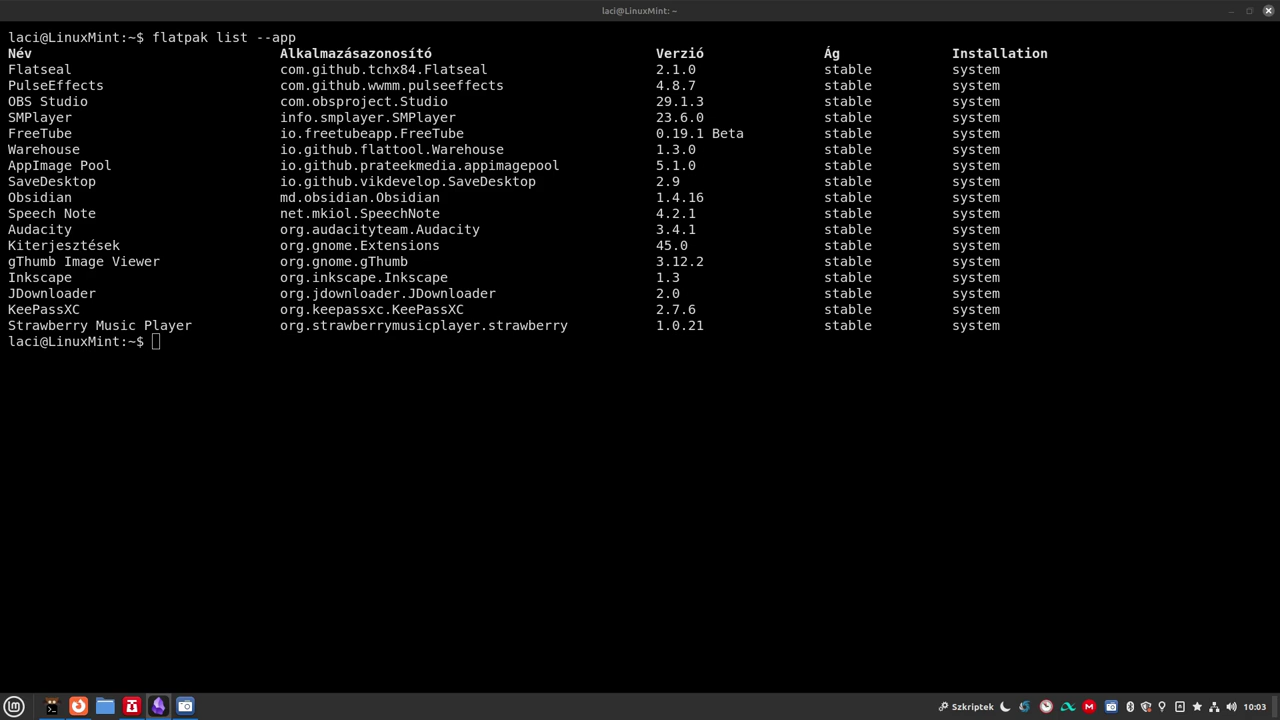 laci@LinuxMint: ~
laci@LinuxMint:~$ flatpak list --app
Név Alkalmazásazonosító Verzió Ág Installation
Flatseal com.github.tchx84.Flatseal 2.1.0 stable system
PulseEffects com.github.wwmm.pulseeffects 4.8.7 stable system
OBS Studio com.obsproject.Studio 29.1.3 stable system
SMPlayer info.smplayer.SMPlayer 23.6.0 stable system
FreeTube io.freetubeapp.FreeTube 0.19.1 Beta stable system
Warehouse io.github.flattool.Warehouse 1.3.0 stable system
AppImage Pool io.github.prateekmedia.appimagepool 5.1.0 stable system
SaveDesktop io.github.vikdevelop.SaveDesktop 2.9 stable system
Obsidian md.obsidian.Obsidian 1.4.16 stable system
Speech Note net.mkiol.SpeechNote 4.2.1 stable system
Audacity org.audacityteam.Audacity 3.4.1 stable system
Kiterjesztések org.gnome.Extensions 45.0 stable system
gThumb Image Viewer org.gnome.gThumb 3.12.2 stable system
Inkscape org.inkscape.Inkscape 1.3 stable system
JDownloader org.jdownloader.JDownloader 2.0 stable system
KeePassXC org.keepassxc.KeePassXC 2.7.6 stable system
Strawberry Music Player org.strawberrymusicplayer.strawberry 1.0.21 stable system
laci@LinuxMint:~$
Szkriptek 10:03